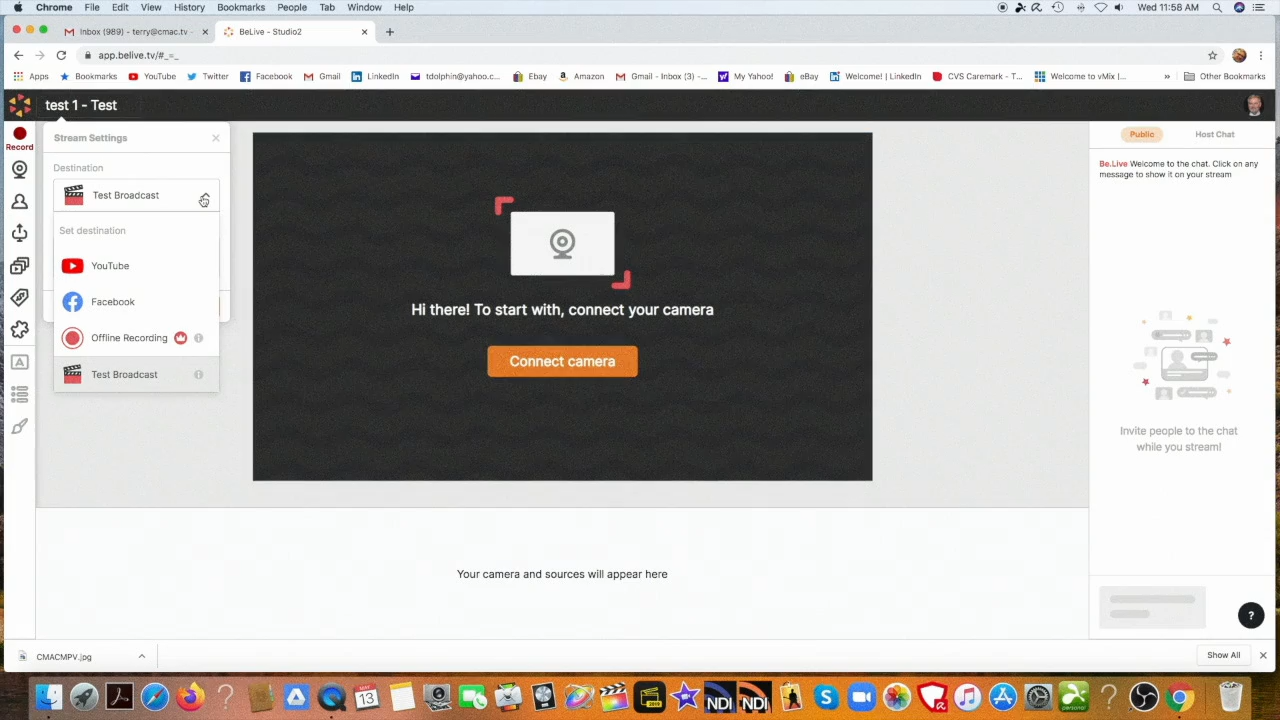 Chrome File Edit View History Bookmarks People Tab Window Help
Wed 11:58 AM
Inbox (989) - terry@cmac.tv -
BeLive - Studio2
app.belive.tv/#_=_
Apps Bookmarks YouTube Twitter Facebook Gmail LinkedIn tdolphin@yahoo.c... Ebay Amazon Gmail - Inbox (3) -... My Yahoo! eBay Welcome! | LinkedIn CVS Caremark - T... Welcome to vMix |... » Other Bookmarks
test 1 - Test
Record
Stream Settings
Destination
Test Broadcast
Set destination
YouTube
Facebook
Offline Recording
Test Broadcast
Hi there! To start with, connect your camera
Connect camera
Your camera and sources will appear here
Public Host Chat
Be.Live Welcome to the chat. Click on any
message to show it on your stream
Invite people to the chat
while you stream!
?
CMACMPV.jpg
Show All
13
2019
NDI
NDI
personal